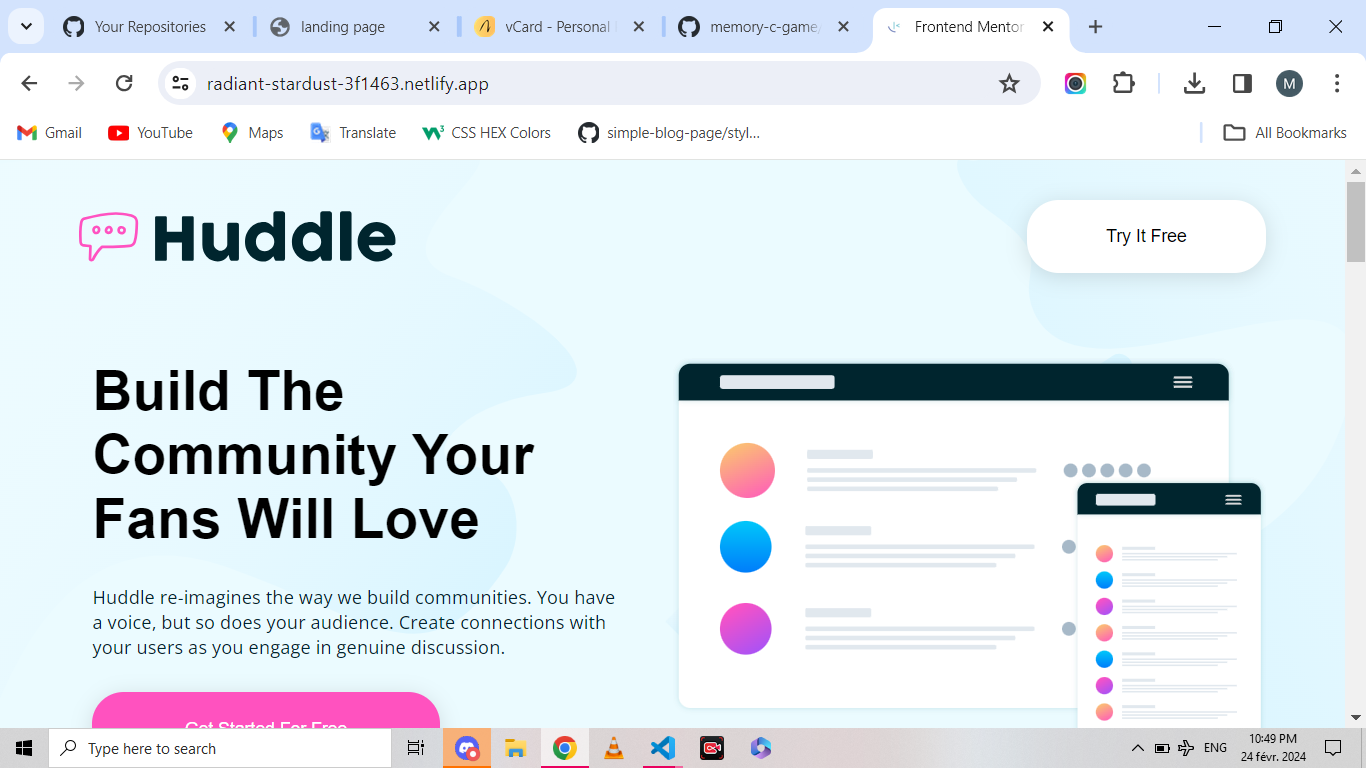 Your Repositories
landing page
vCard - Personal
memory-c-game/
Frontend Mentor
radiant-stardust-3f1463.netlify.app
M
Gmail
YouTube
Maps
Translate
CSS HEX Colors
simple-blog-page/styl...
All Bookmarks
Huddle
Try It Free
Build The
Community Your
Fans Will Love
Huddle re-imagines the way we build communities. You have
a voice, but so does your audience. Create connections with
your users as you engage in genuine discussion.
Get Started For Free
Type here to search
ENG
10:49 PM
24 févr. 2024